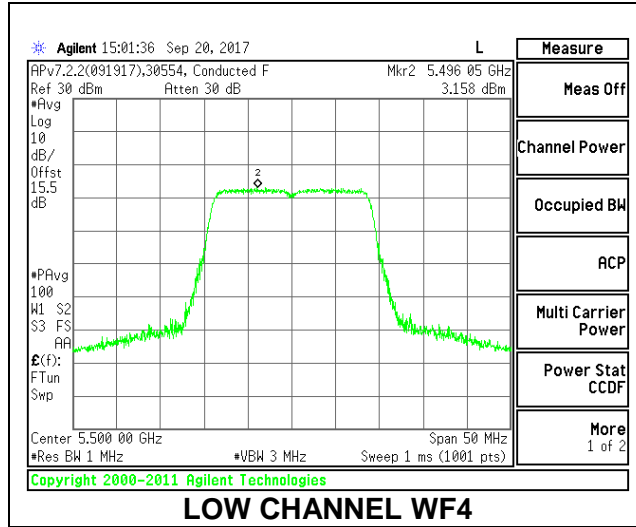 Agilent 15:01:36 Sep 20, 2017 L
Measure
APv7.2.2(091917),30554, Conducted F Mkr2 5.496 05 GHz
Ref 30 dBm Atten 30 dB 3.158 dBm
Meas Off
#Avg
Log
10
dB/
Offst
15.5
dB
2
Channel Power
Occupied BW
ACP
#PAvg
100
W1 S2
S3 FS
AA
£(f):
FTun
Swp
Multi Carrier
Power
Power Stat
CCDF
More
1 of 2
Center 5.500 00 GHz Span 50 MHz
#Res BW 1 MHz #VBW 3 MHz Sweep 1 ms (1001 pts)
Copyright 2000-2011 Agilent Technologies
LOW CHANNEL WF4